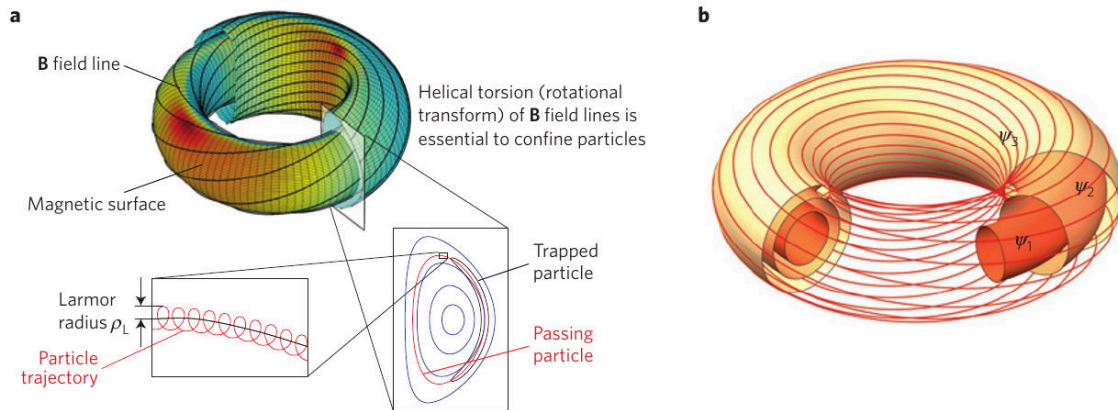 a
B field line
Magnetic surface
Helical torsion (rotational
transform) of B field lines is
essential to confine particles
Larmor
radius ρL
Particle
trajectory
Trapped
particle
Passing
particle
b
ψ3
ψ2
ψ1